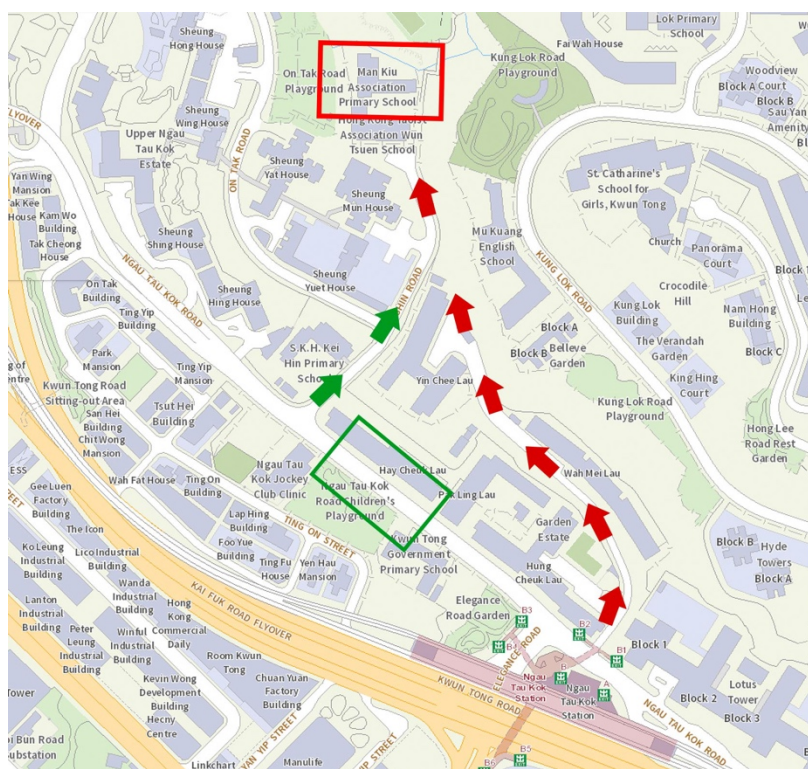 Sheung
Hong House
Lok Primary
School
Fai Wah House
Man Kiu
Association
Primary School
On Tak Road
Playground
Kung Lok Road
Playground
Woodview
Court
Block A
Block B
Sau Yan
Amenity
FLYOVER
Sheung
Wing House
Hong Kong Taoist
Association Wun
Tsuen School
Upper Ngau
Tau Kok
Estate
ON TAK ROAD
Sheung
Yat House
Sheung
Mun House
St. Catharine's
School for
Girls, Kwun Tong
Yan Wing
Mansion
Tak Kee
House
Kam Wo
Building
Tak Cheong
House
Sheung
Shing House
Mu Kuang
English
School
Church
Panorama
Court
NGAU TAU KOK ROAD
Sheung
Yuet House
Sheung
Hing House
HIN ROAD
KUNG LOK ROAD
Crocodile
Hill
On Tak
Building
Ting Yip
Building
Kung Lok
Building
Nam Hong
Building
Block A
Block B
Belleve
Garden
The Verandah
Garden
Block C
S.K.H. Kei
Hin Primary
School
Park
Mansion
Ting Yip
Mansion
Yin Chee Lau
King Hing
Court
Kwun Tong Road
Sitting-out Area
San Hei
Building
Chit Wong
Mansion
Tsut Hei
Building
Kung Lok Road
Playground
Hong Lee
Road Rest
Garden
Ngau Tau
Kok Jockey
Club Clinic
Hay Cheuk Lau
Wah Mei Lau
Wah Fat House
Ting On
Building
Ngau Tau Kok
Road Children's
Playground
Pak Ling Lau
Gee Luen
Factory
Building
Lap Hing
Building
TING ON STREET
Garden
Estate
The Icon
Foo Yue
Building
Kwun Tong
Government
Primary School
Block B
Hyde
Towers
Block A
Ko Leung
Industrial
Building
Lico Industrial
Building
Ting Fu
House
Yen Hau
Mansion
Hung
Cheuk Lau
KAI FUK ROAD FLYOVER
Lanton
Industrial
Building
Wanda
Industrial
Building
Hong
Kong
Commercial
Daily
Elegance
Road Garden
B3
B2
B1
Peter
Leung
Industrial
Building
Winful
Industrial
Building
Room Kwun
Tong
ELEGANCE ROAD
Block 1
B
A
Kevin Wong
Development
Building
Hecny
Centre
Chuan Yuan
Factory
Building
KWUN TONG ROAD
Ngau
Tau Kok
Station
Ngau
Tau Kok
Station
Block 2
Lotus
Tower
Block 3
NGAU TAU KOK ROAD
Tower
YAN YIP STREET
Substation
Linkchart
Manulife
B5
B6